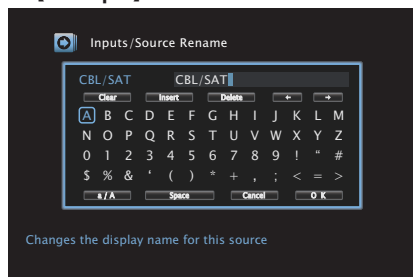 Inputs/Source Rename
CBL/SAT CBL/SAT
Clear Insert Delete ← →
A B C D E F G H I J K L M
N O P Q R S T U V W X Y Z
0 1 2 3 4 5 6 7 8 9 ! “ #
$ % & ‘ ( ) * + , ; < = >
a / A Space Cancel O K
Changes the display name for this source